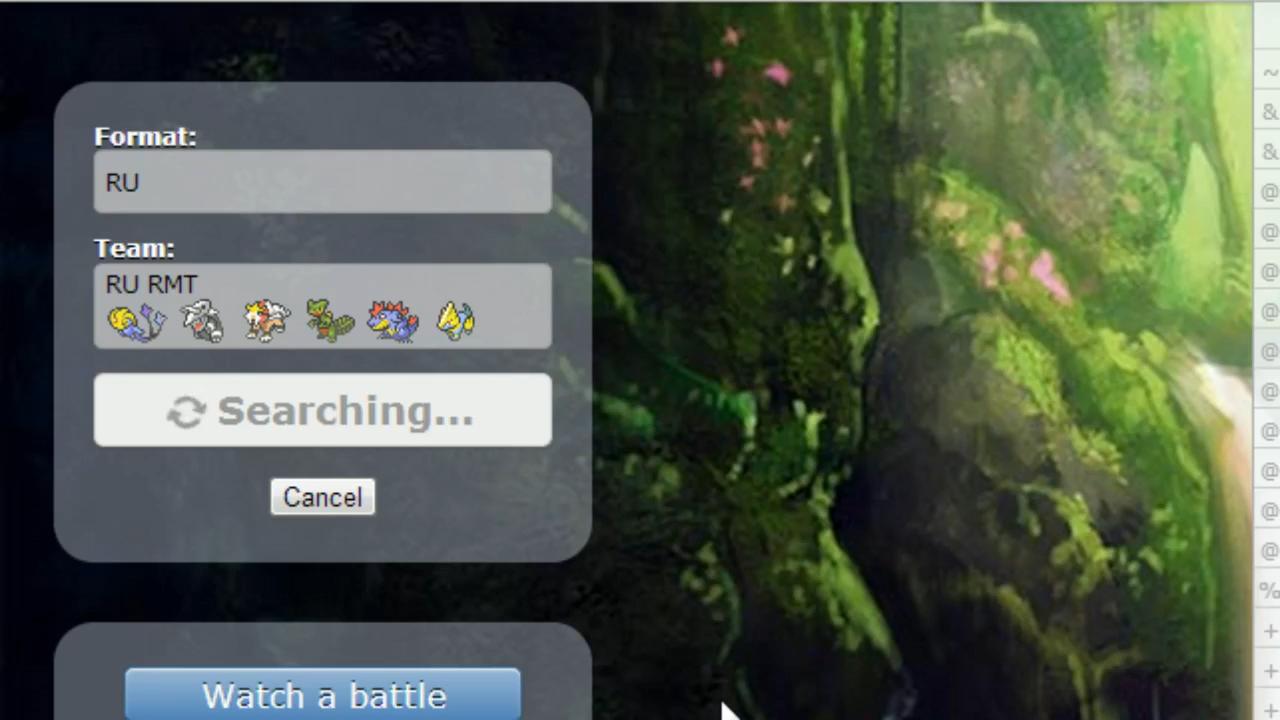 Format:
RU
Team:
RU RMT
Searching...
Cancel
Watch a battle
~
&
&
@
@
@
@
@
@
@
@
@
@
%
+
+
+